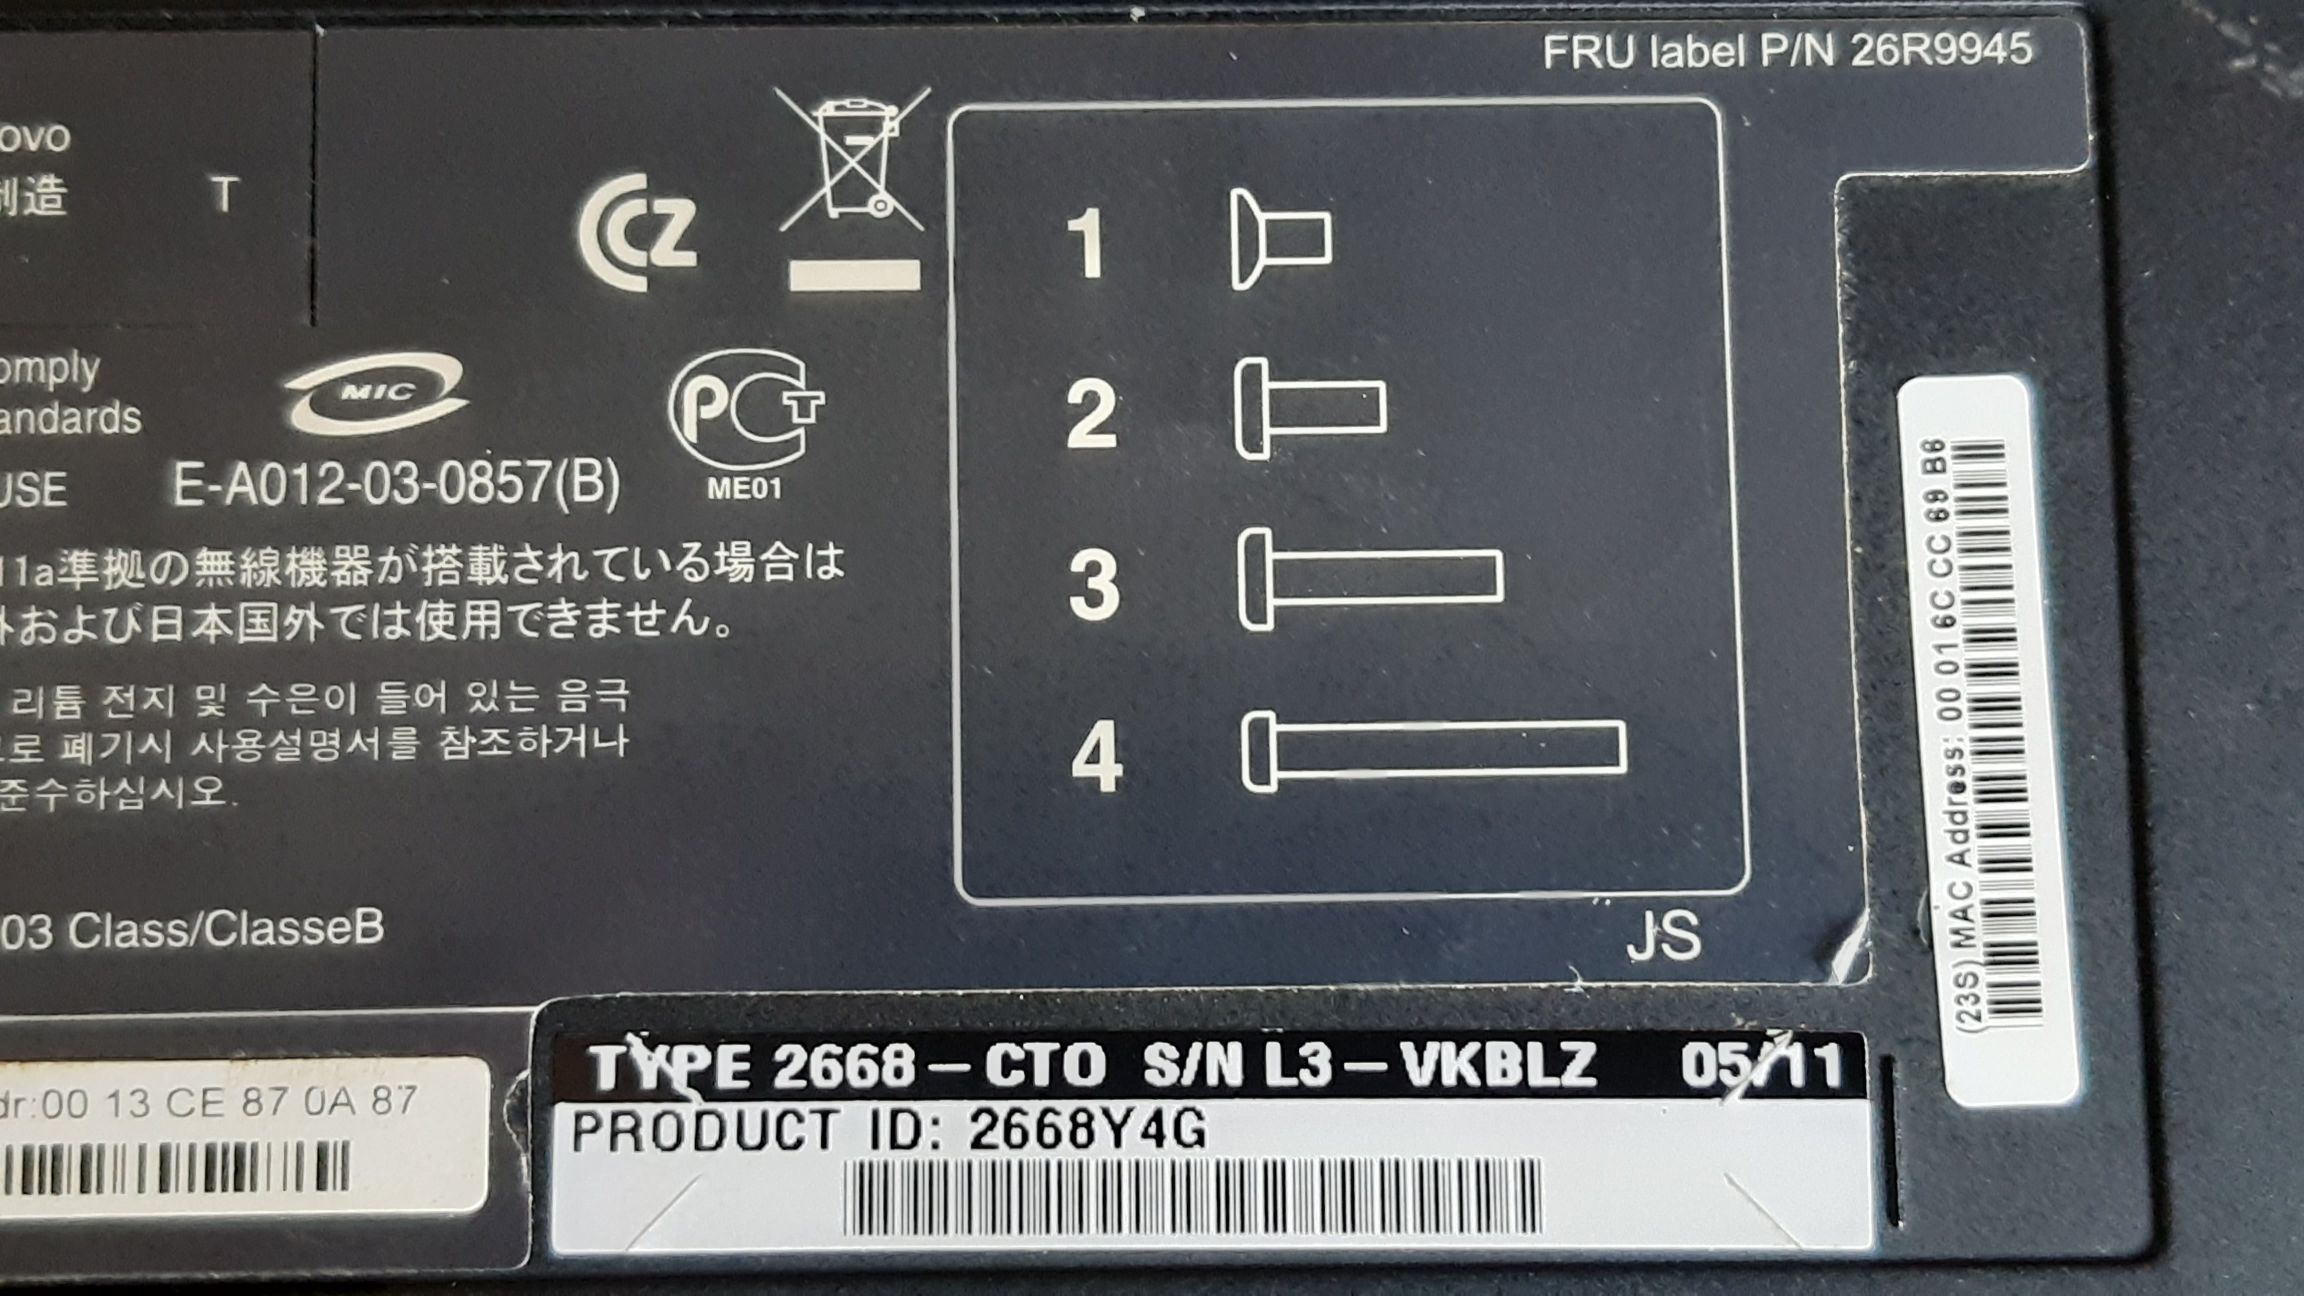 FRU label P/N 26R9945
ovo
制造
T
CZ
1
2
3
4
omply
andards
USE
MIC
E-A012-03-0857(B)
PCT
ME01
11a準拠の無線機器が搭載されている場合は
外および日本国外では使用できません。
리튬 전지 및 수은이 들어 있는 음극
므로 폐기시 사용설명서를 참조하거나
준수하십시오.
03 Class/ClasseB
JS
(23S) MAC Address: 00 01 6C CC 69 B6
dr:00 13 CE 87 0A 87
TYPE 2668-CTO S/N L3-VKBLZ 05/11
PRODUCT ID: 2668Y4G